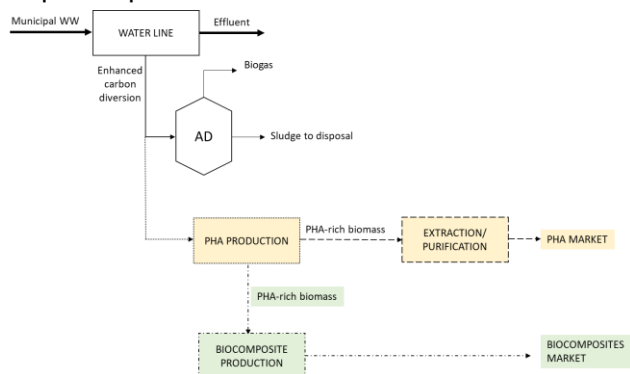 Municipal WW
WATER LINE
Effluent
Enhanced
carbon
diversion
Biogas
AD
Sludge to disposal
PHA PRODUCTION
PHA-rich biomass
EXTRACTION/
PURIFICATION
PHA MARKET
PHA-rich biomass
BIOCOMPOSITE
PRODUCTION
BIOCOMPOSITES
MARKET